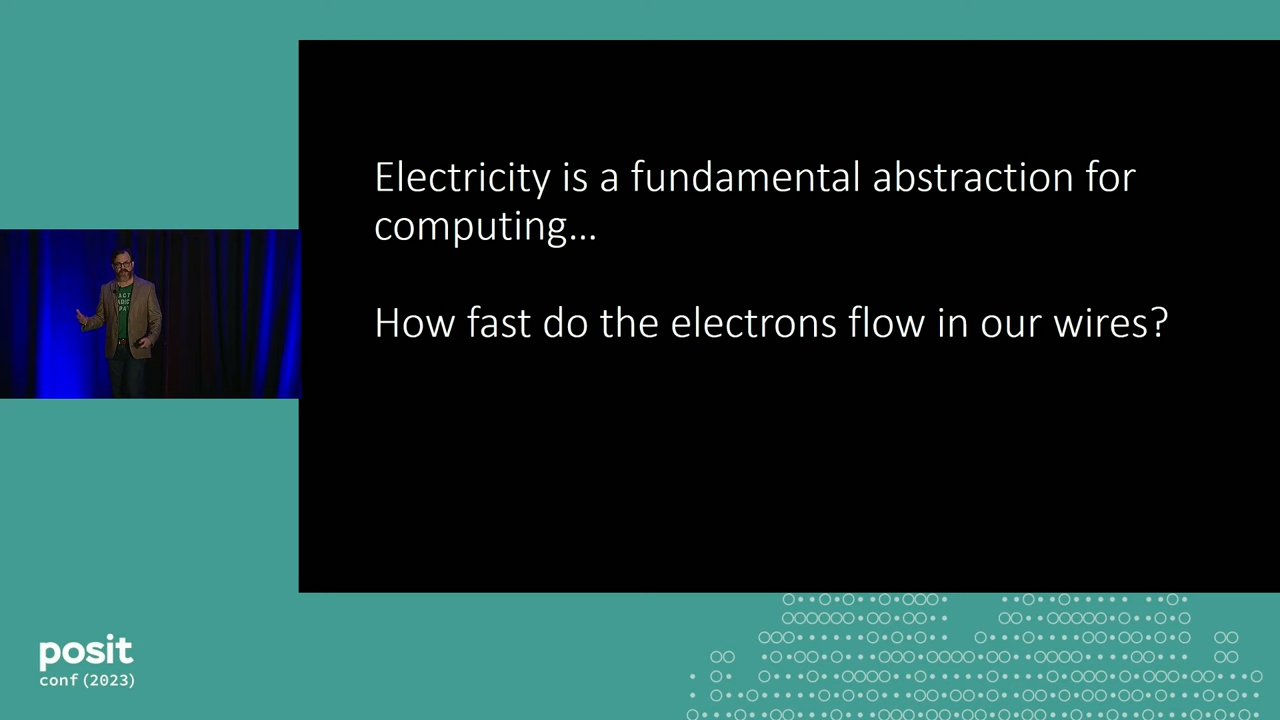 Electricity is a fundamental abstraction for
computing...
How fast do the electrons flow in our wires?
posit
conf(2023)